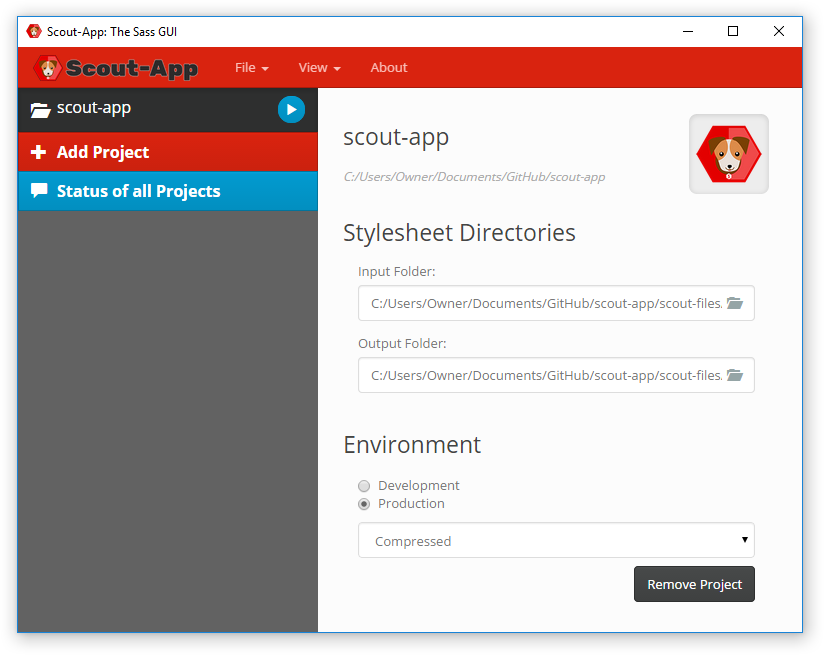 Scout-App: The Sass GUI
Scout-App File View About
scout-app
Add Project
Status of all Projects
scout-app
C:/Users/Owner/Documents/GitHub/scout-app
Stylesheet Directories
Input Folder:
C:/Users/Owner/Documents/GitHub/scout-app/scout-files.
Output Folder:
C:/Users/Owner/Documents/GitHub/scout-app/scout-files.
Environment
Development
Production
Compressed
Remove Project